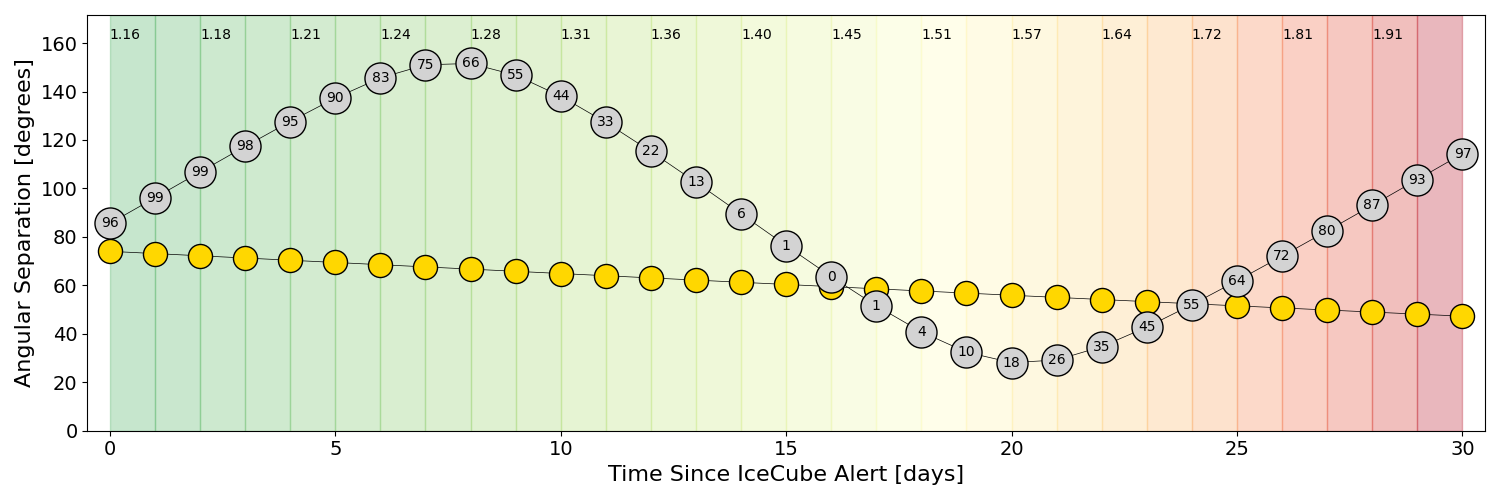 1.16 1.18 1.21 1.24 1.28 1.31 1.36 1.40 1.45 1.51 1.57 1.64 1.72 1.81 1.91
160
140
120
100
80
60
40
20
0
Angular Separation [degrees]
96 99 99 98 95 90 83 75 66 55 44 33 22 13 6 1 0 1 4 10 18 26 35 45 55 64 72 80 87 93 97
0 5 10 15 20 25 30
Time Since IceCube Alert [days]